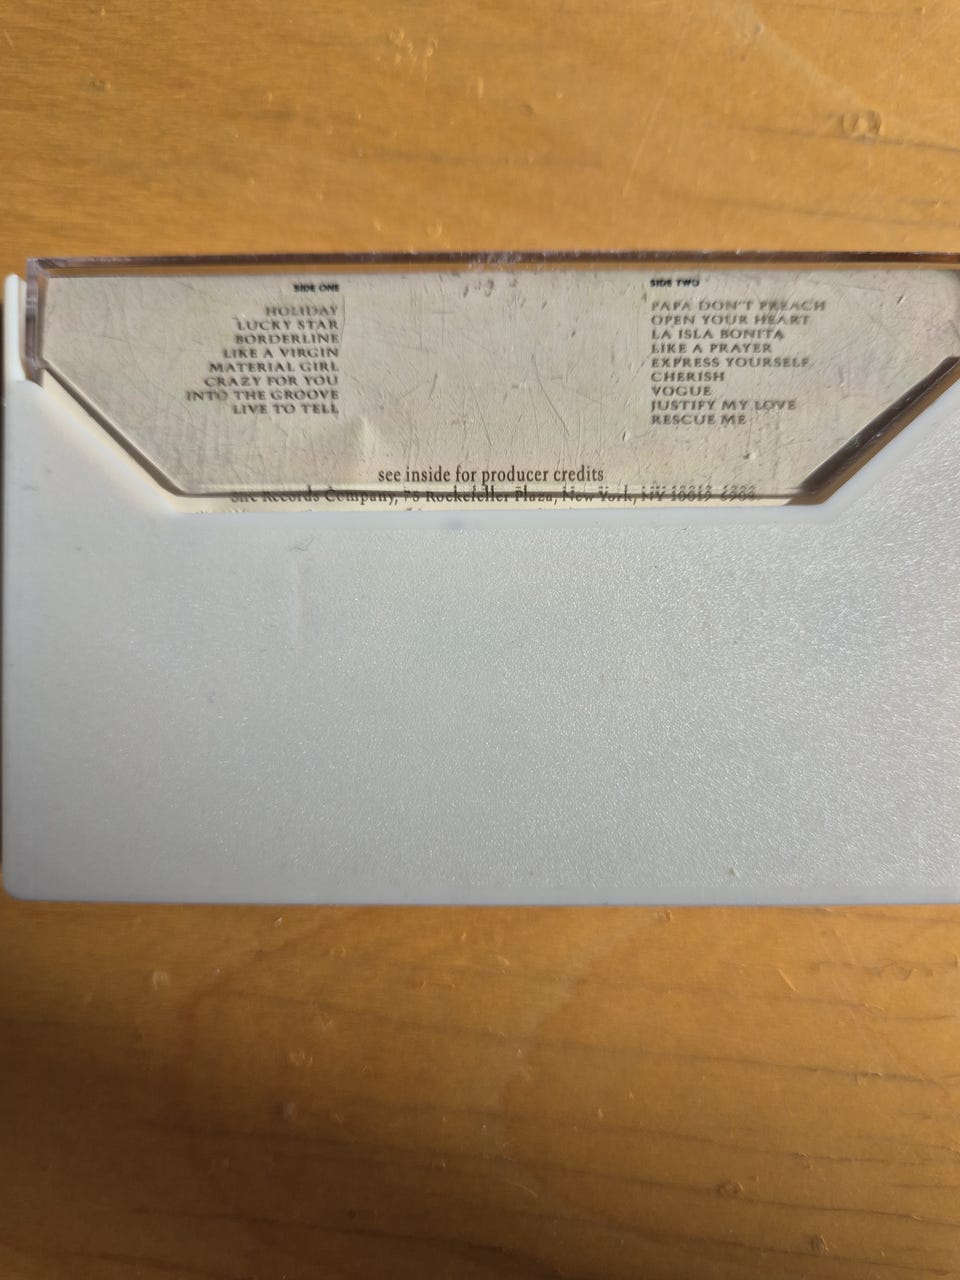 SIDE ONE
HOLIDAY
LUCKY STAR
BORDERLINE
LIKE A VIRGIN
MATERIAL GIRL
CRAZY FOR YOU
INTO THE GROOVE
LIVE TO TELL
SIDE TWO
PAPA DON'T PREACH
OPEN YOUR HEART
LA ISLA BONITA
LIKE A PRAYER
EXPRESS YOURSELF
CHERISH
VOGUE
JUSTIFY MY LOVE
RESCUE ME
see inside for producer credits
Sire Records Company, 75 Rockefeller Plaza, New York, NY